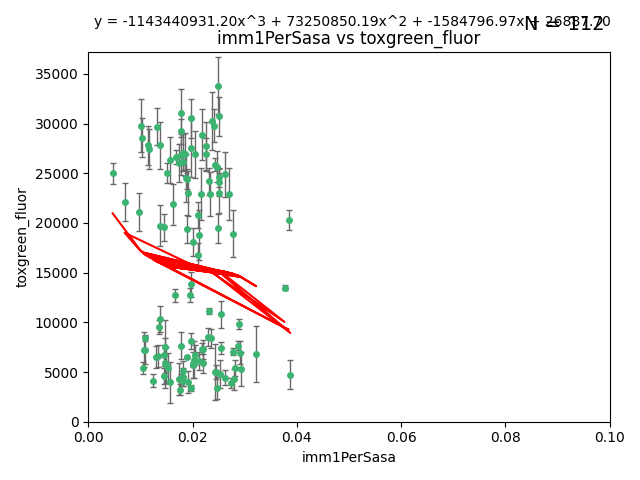 y = -1143440931.20x^3 + 73250850.19x^2 + -1584796.97x + 26837.70
N = 112
imm1PerSasa vs toxgreen_fluor
35000
30000
25000
20000
15000
10000
5000
0
toxgreen_fluor
0.00 0.02 0.04 0.06 0.08 0.10
imm1PerSasa